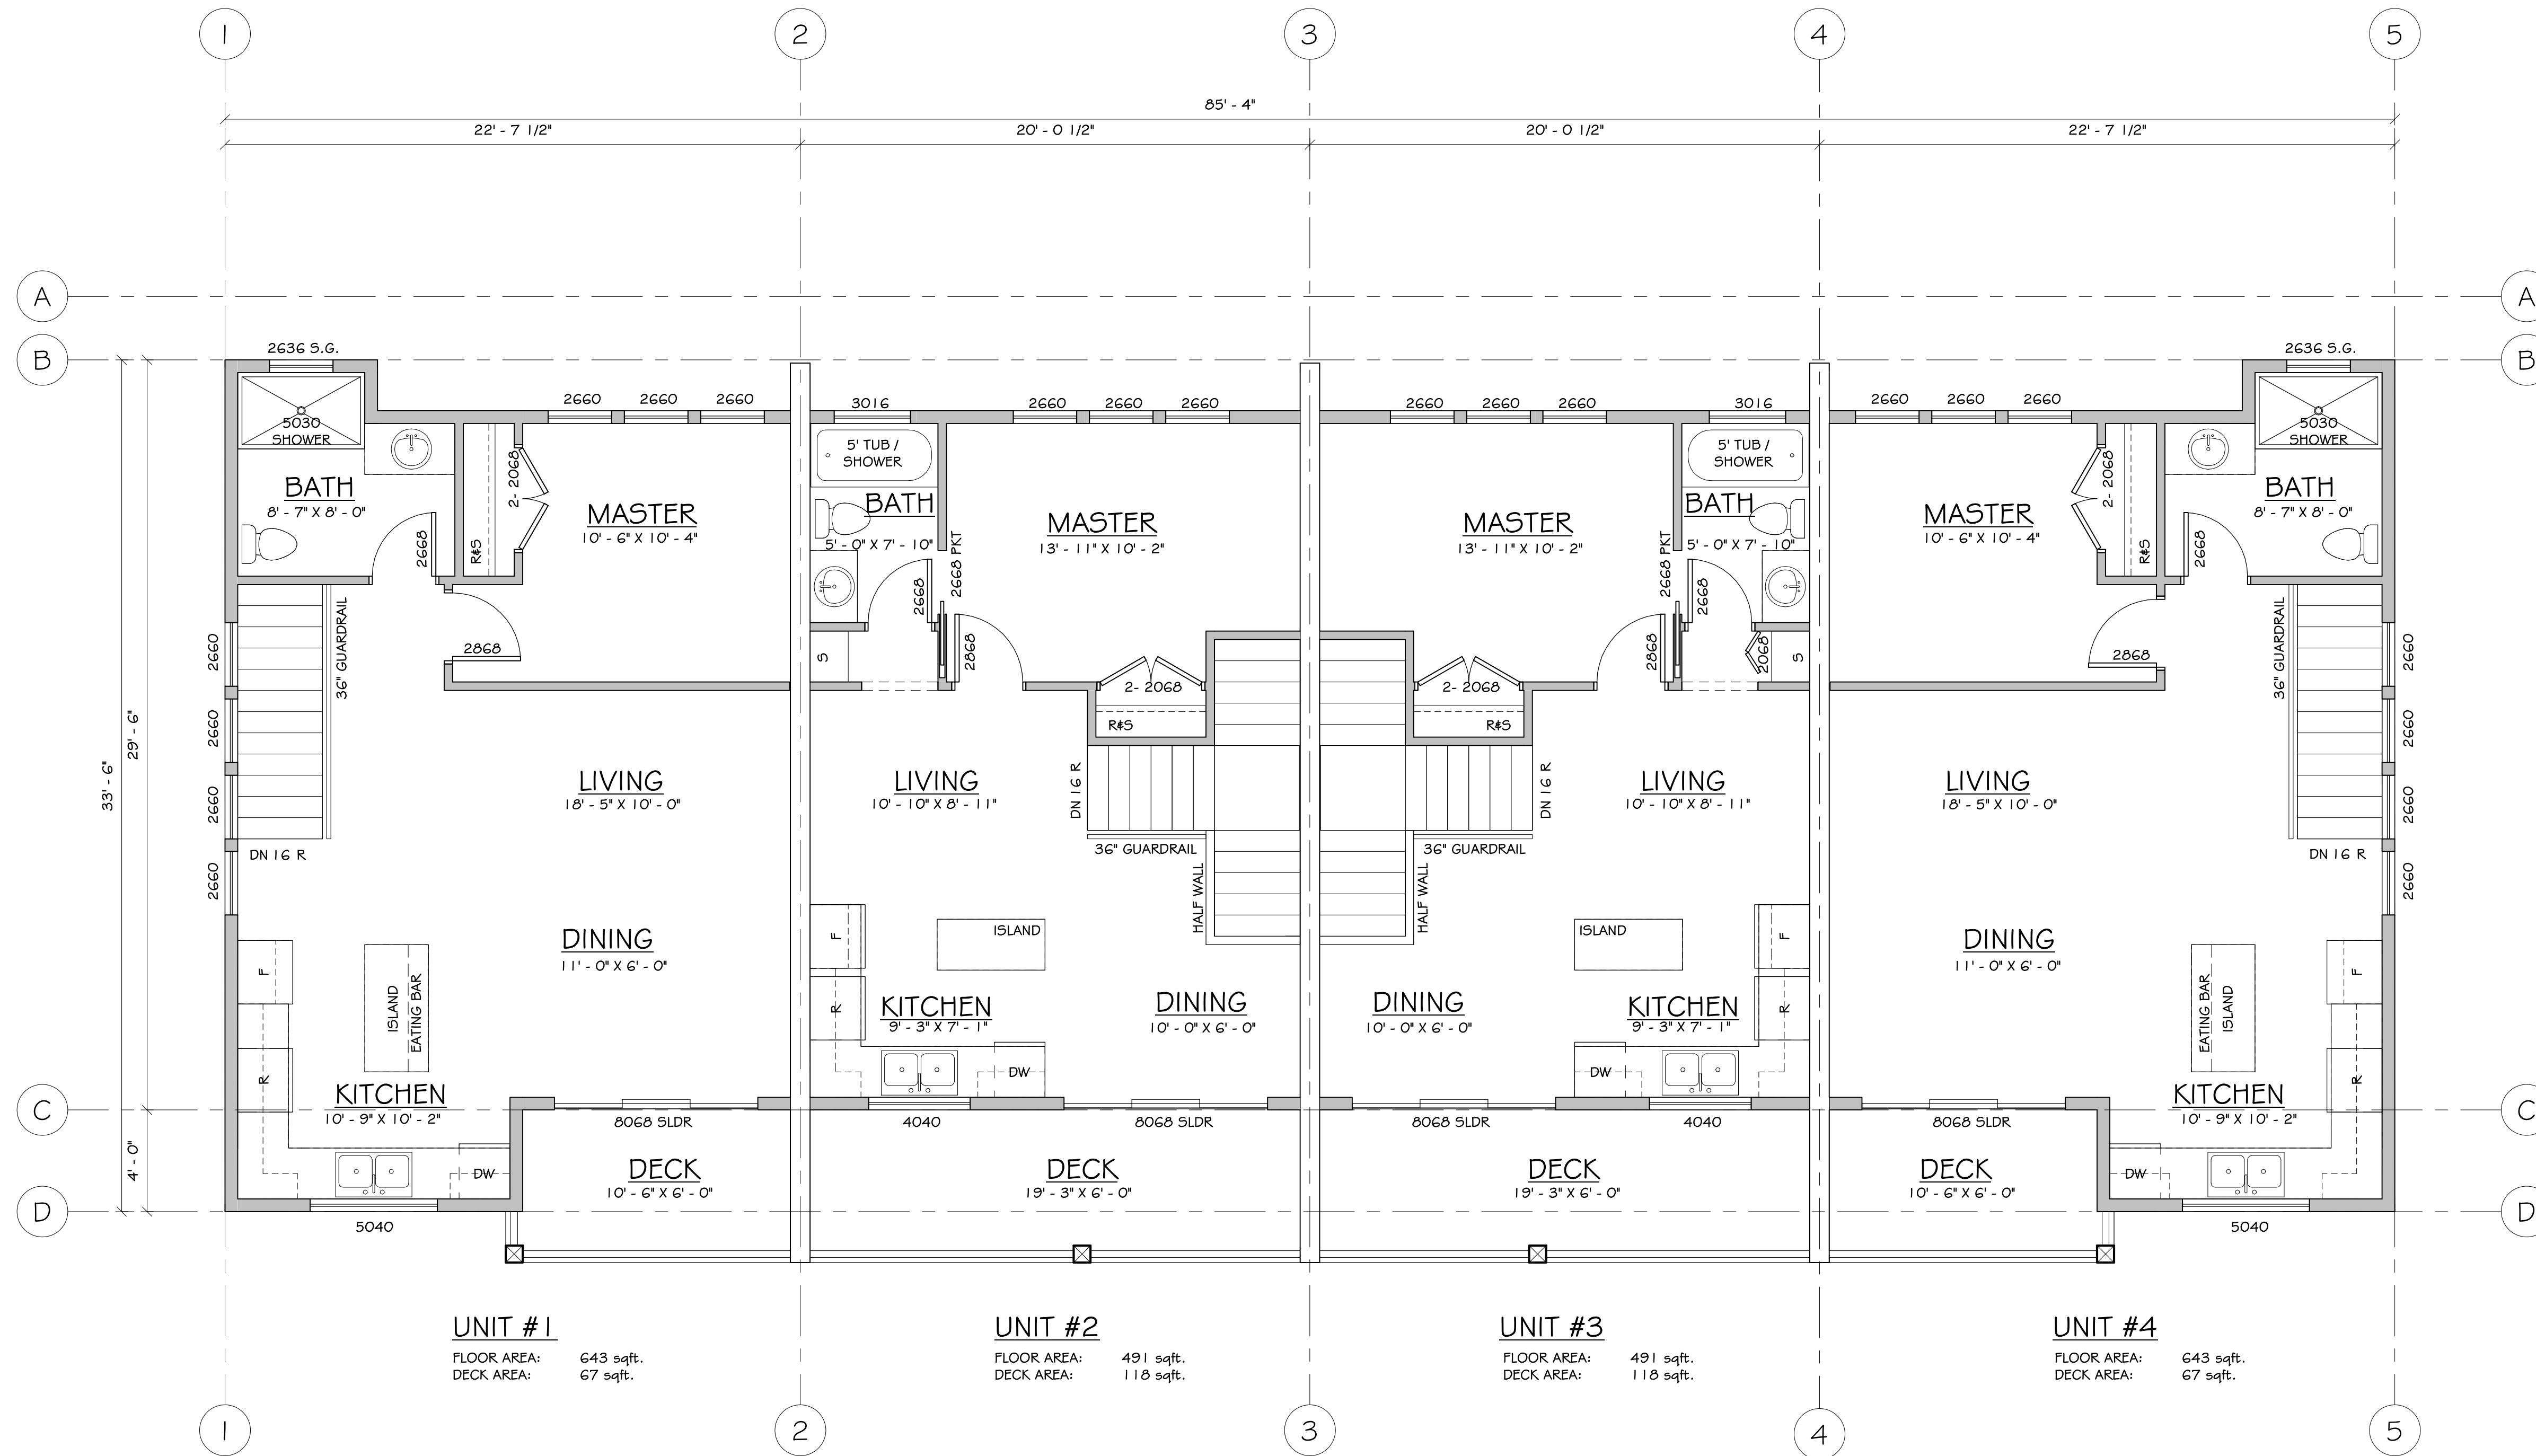 1
2
3
4
5
85' - 4"
22' - 7 1/2"
20' - 0 1/2"
20' - 0 1/2"
22' - 7 1/2"
A
A
B
B
C
C
D
D
33' - 6"
29' - 6"
4' - 0"
2636 S.G.
5030
SHOWER
BATH
8' - 7" X 8' - 0"
2668
R&S
2- 2068
2660
2660
2660
MASTER
10' - 6" X 10' - 4"
2868
36" GUARDRAIL
2660
2660
2660
2660
DN 16 R
LIVING
18' - 5" X 10' - 0"
DINING
11' - 0" X 6' - 0"
F
R
ISLAND
EATING BAR
KITCHEN
10' - 9" X 10' - 2"
DW
5040
8068 SLDR
DECK
10' - 6" X 6' - 0"
3016
5' TUB /
SHOWER
BATH
5' - 0" X 7' - 10"
2668
2668 PKT
S
2660
2660
2660
MASTER
13' - 11" X 10' - 2"
2868
2- 2068
R&S
LIVING
10' - 10" X 8' - 11"
DN 16 R
36" GUARDRAIL
HALF WALL
F
R
ISLAND
KITCHEN
9' - 3" X 7' - 1"
DINING
10' - 0" X 6' - 0"
DW
4040
8068 SLDR
DECK
19' - 3" X 6' - 0"
2660
2660
2660
3016
MASTER
13' - 11" X 10' - 2"
5' TUB /
SHOWER
BATH
5' - 0" X 7' - 10"
2668 PKT
2668
2868
2068
S
2- 2068
R&S
DN 16 R
LIVING
10' - 10" X 8' - 11"
36" GUARDRAIL
HALF WALL
ISLAND
F
R
DINING
10' - 0" X 6' - 0"
KITCHEN
9' - 3" X 7' - 1"
DW
8068 SLDR
4040
DECK
19' - 3" X 6' - 0"
2660
2660
2660
2636 S.G.
5030
SHOWER
MASTER
10' - 6" X 10' - 4"
2- 2068
R&S
BATH
8' - 7" X 8' - 0"
2668
2868
36" GUARDRAIL
2660
2660
2660
2660
DN 16 R
LIVING
18' - 5" X 10' - 0"
DINING
11' - 0" X 6' - 0"
EATING BAR
ISLAND
F
R
KITCHEN
10' - 9" X 10' - 2"
DW
8068 SLDR
5040
DECK
10' - 6" X 6' - 0"
UNIT #1
FLOOR AREA: 643 sqft.
DECK AREA: 67 sqft.
UNIT #2
FLOOR AREA: 491 sqft.
DECK AREA: 118 sqft.
UNIT #3
FLOOR AREA: 491 sqft.
DECK AREA: 118 sqft.
UNIT #4
FLOOR AREA: 643 sqft.
DECK AREA: 67 sqft.
1
2
3
4
5